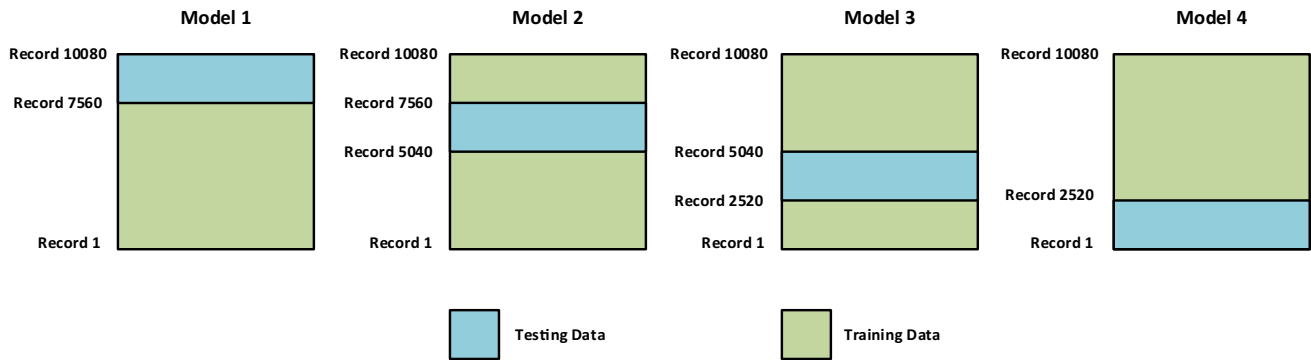 Model 1
Model 2
Model 3
Model 4
Record 10080
Record 7560
Record 1
Record 10080
Record 7560
Record 5040
Record 1
Record 10080
Record 5040
Record 2520
Record 1
Record 10080
Record 2520
Record 1
Testing Data
Training Data